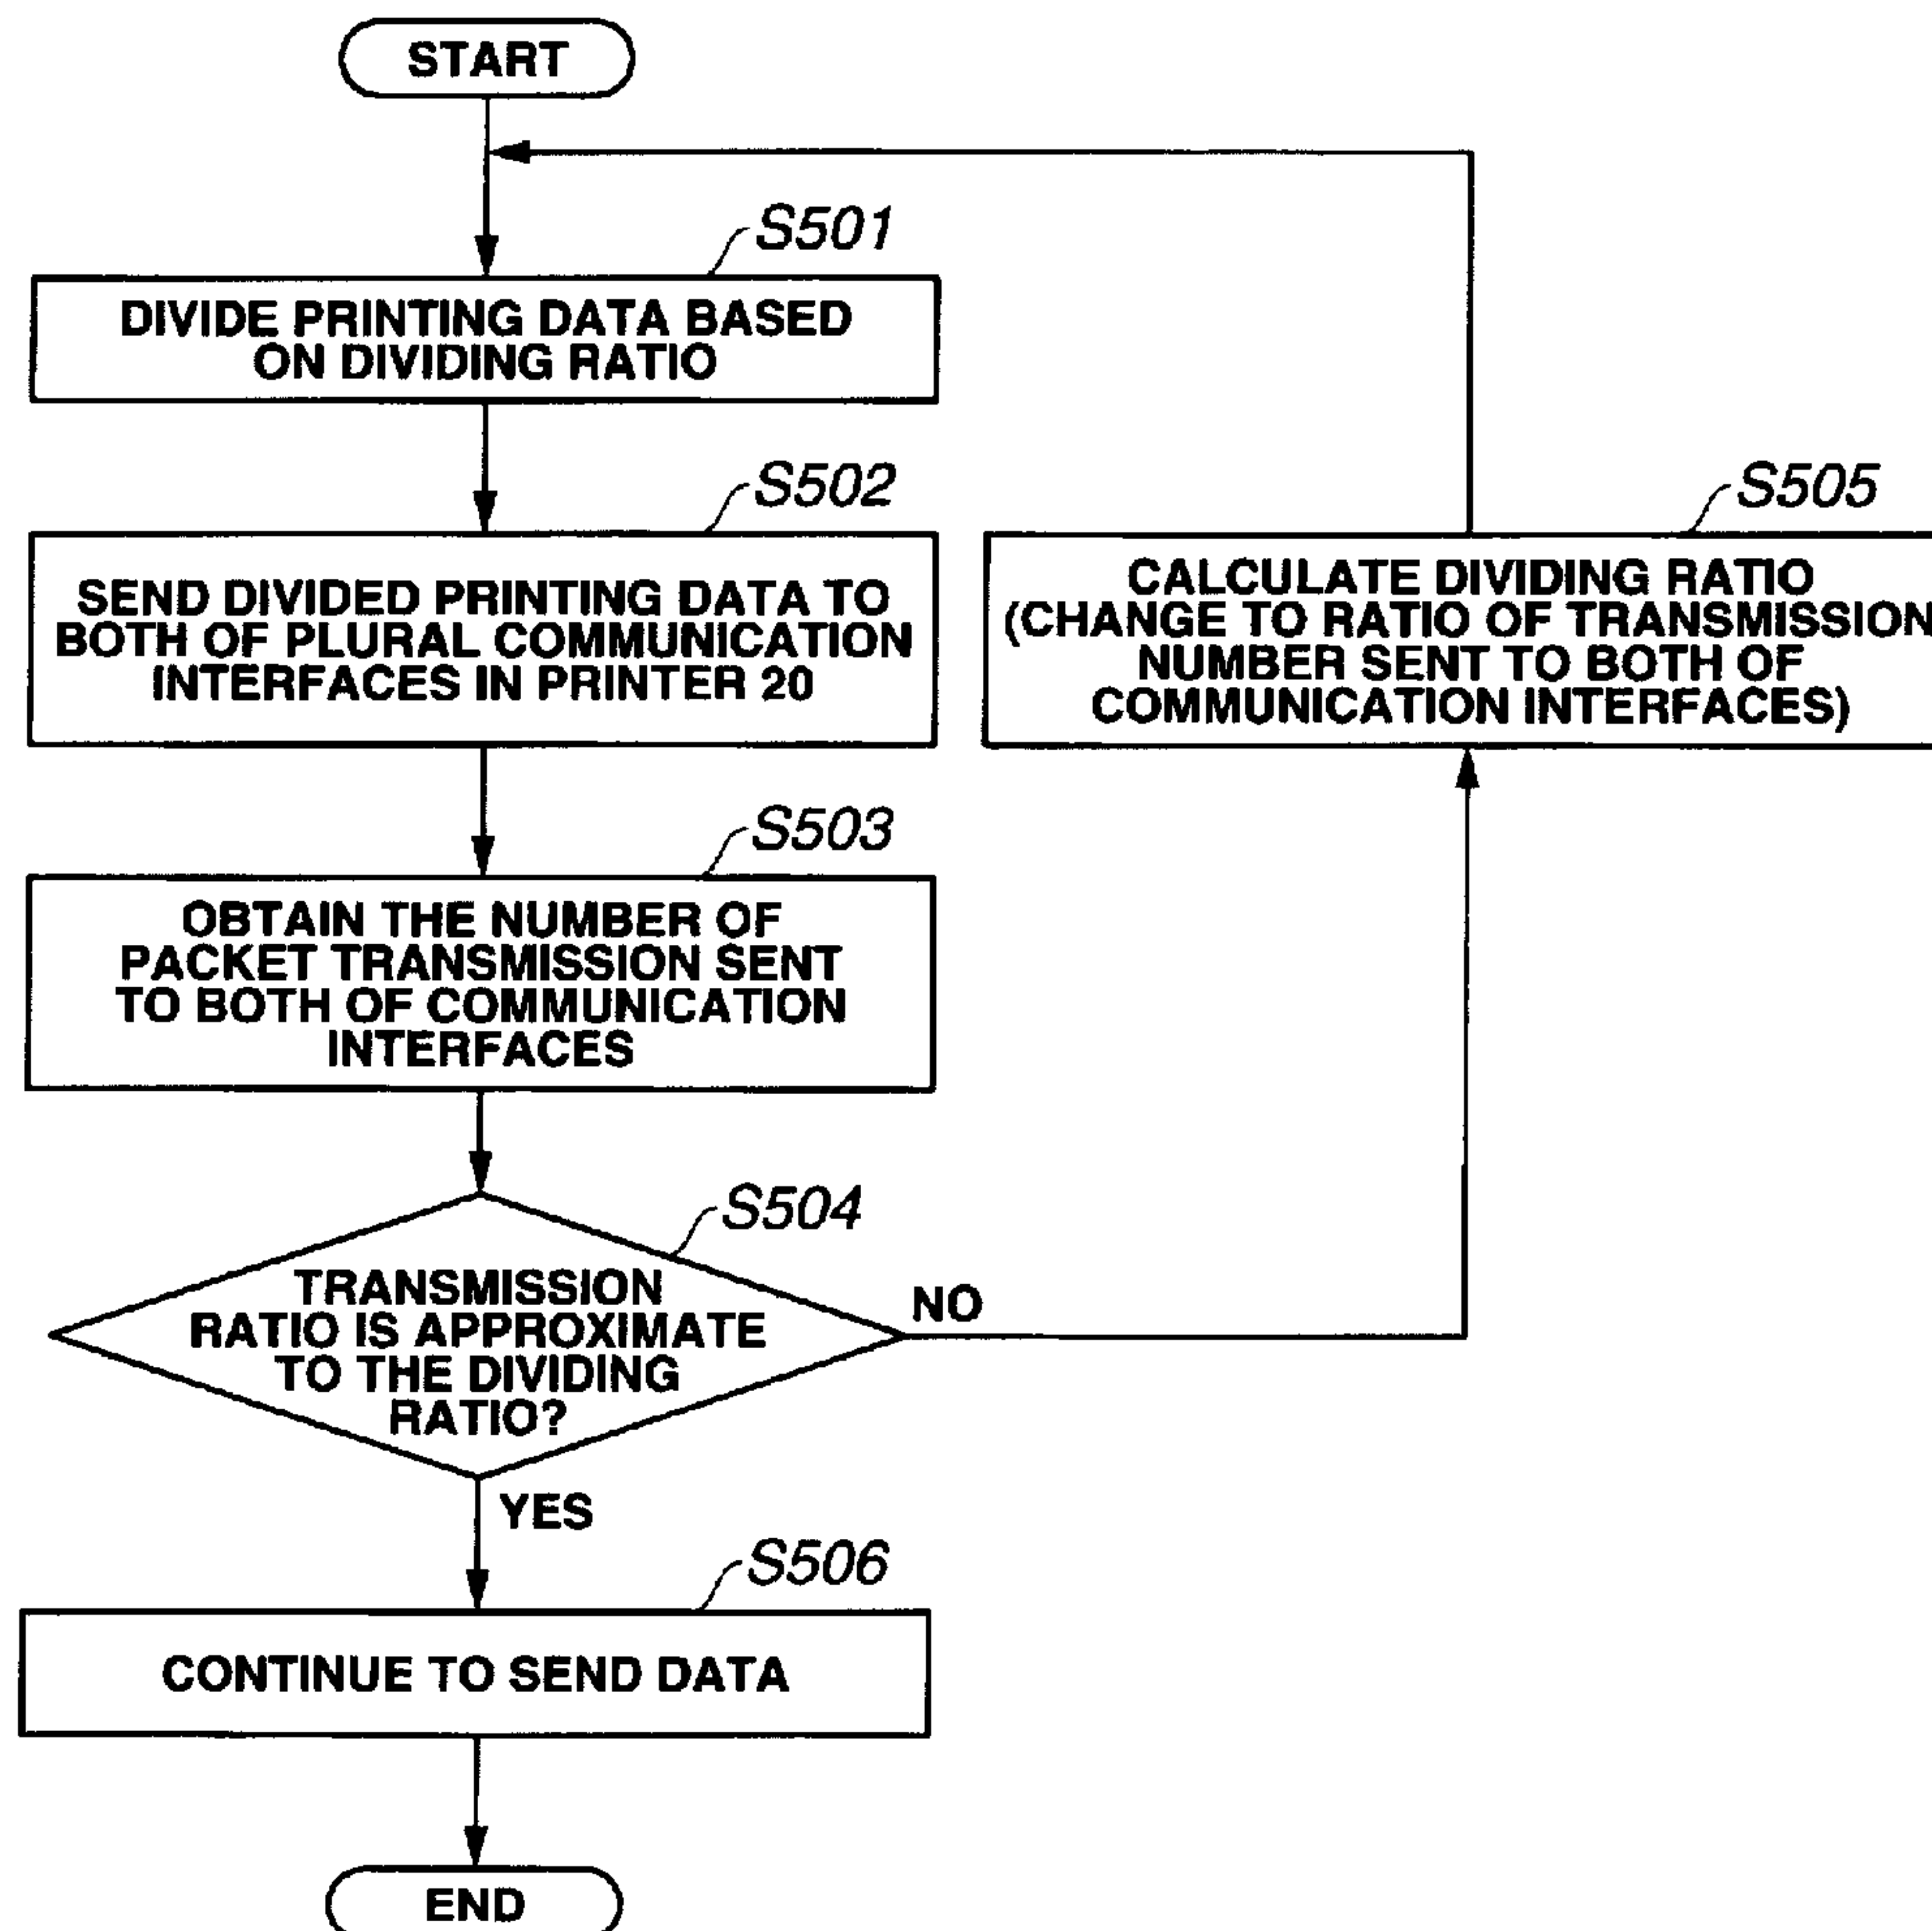 START
S501
DIVIDE PRINTING DATA BASED
ON DIVIDING RATIO
S502
SEND DIVIDED PRINTING DATA TO
BOTH OF PLURAL COMMUNICATION
INTERFACES IN PRINTER 20
S505
CALCULATE DIVIDING RATIO
(CHANGE TO RATIO OF TRANSMISSION
NUMBER SENT TO BOTH OF
COMMUNICATION INTERFACES)
S503
OBTAIN THE NUMBER OF
PACKET TRANSMISSION SENT
TO BOTH OF COMMUNICATION
INTERFACES
S504
TRANSMISSION
RATIO IS APPROXIMATE
TO THE DIVIDING
RATIO?
NO
YES
S506
CONTINUE TO SEND DATA
END